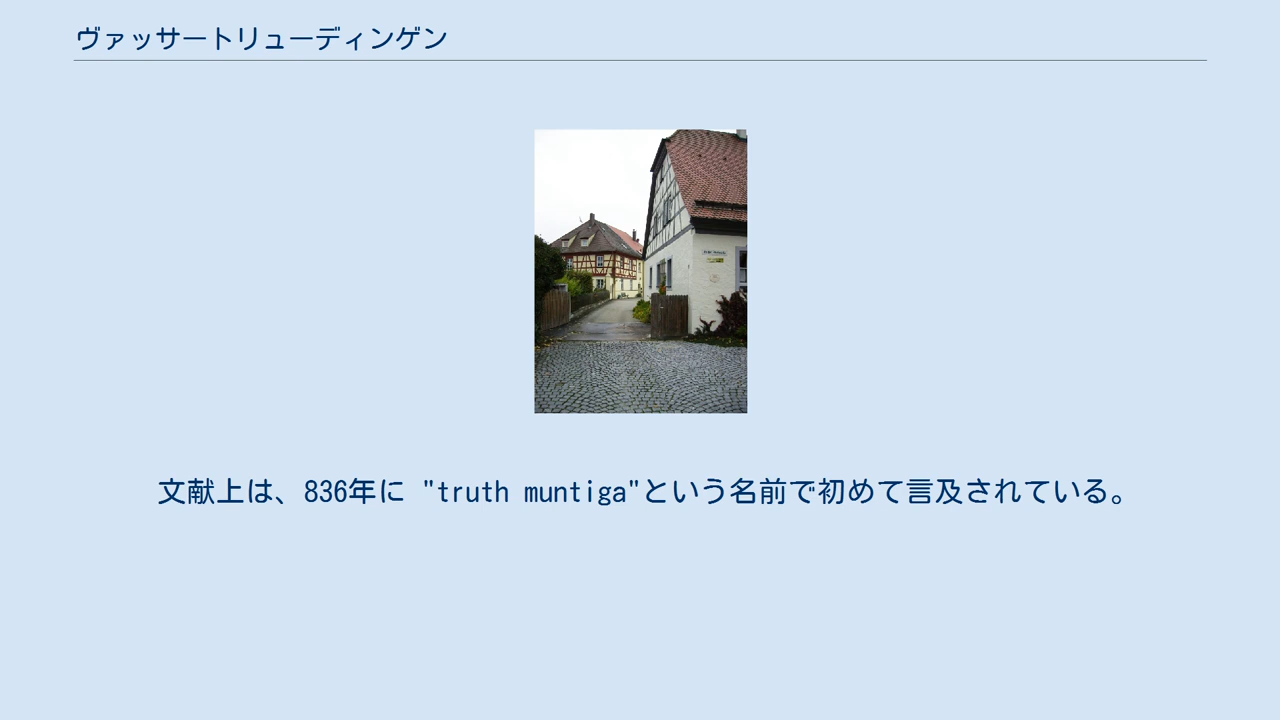 ヴァッサートリューディンゲン
文献上は、836年に "truth muntiga"という名前で初めて言及されている。